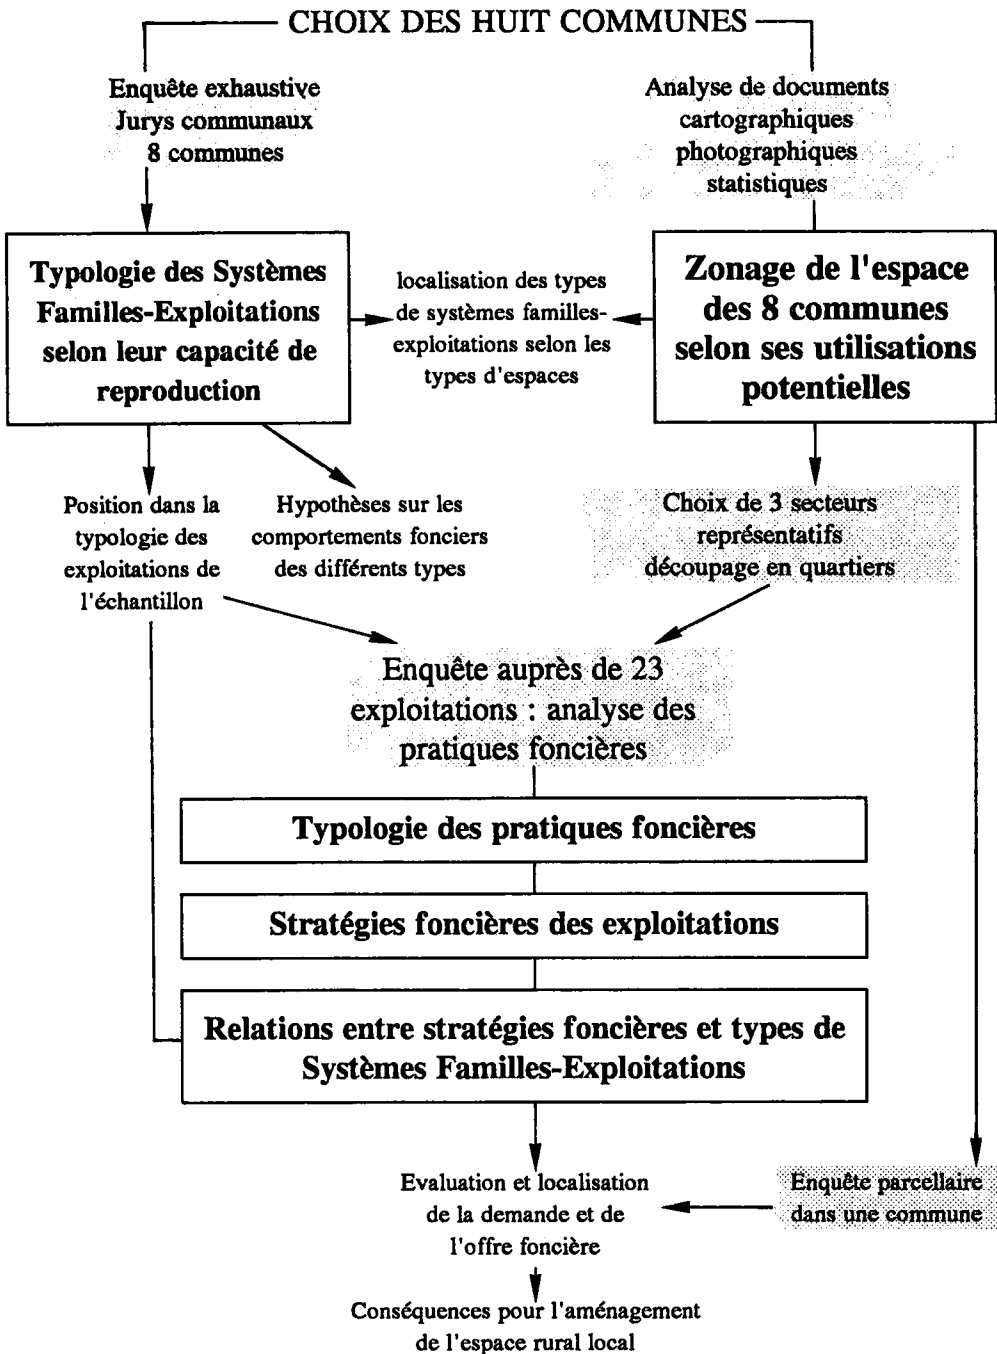 CHOIX DES HUIT COMMUNES
Enquête exhaustive
Jurys communaux
8 communes
Analyse de documents
cartographiques
photographiques
statistiques
Typologie des Systèmes
Familles-Exploitations
selon leur capacité de
reproduction
localisation des types
de systèmes familles-
exploitations selon les
types d'espaces
Zonage de l'espace
des 8 communes
selon ses utilisations
potentielles
Position dans la
typologie des
exploitations de
l'échantillon
Hypothèses sur les
comportements fonciers
des différents types
Choix de 3 secteurs
représentatifs
découpage en quartiers
Enquête auprès de 23
exploitations : analyse des
pratiques foncières
Typologie des pratiques foncières
Stratégies foncières des exploitations
Relations entre stratégies foncières et types de
Systèmes Familles-Exploitations
Evaluation et localisation
de la demande et de
l'offre foncière
Enquête parcellaire
dans une commune
Conséquences pour l'aménagement
de l'espace rural local